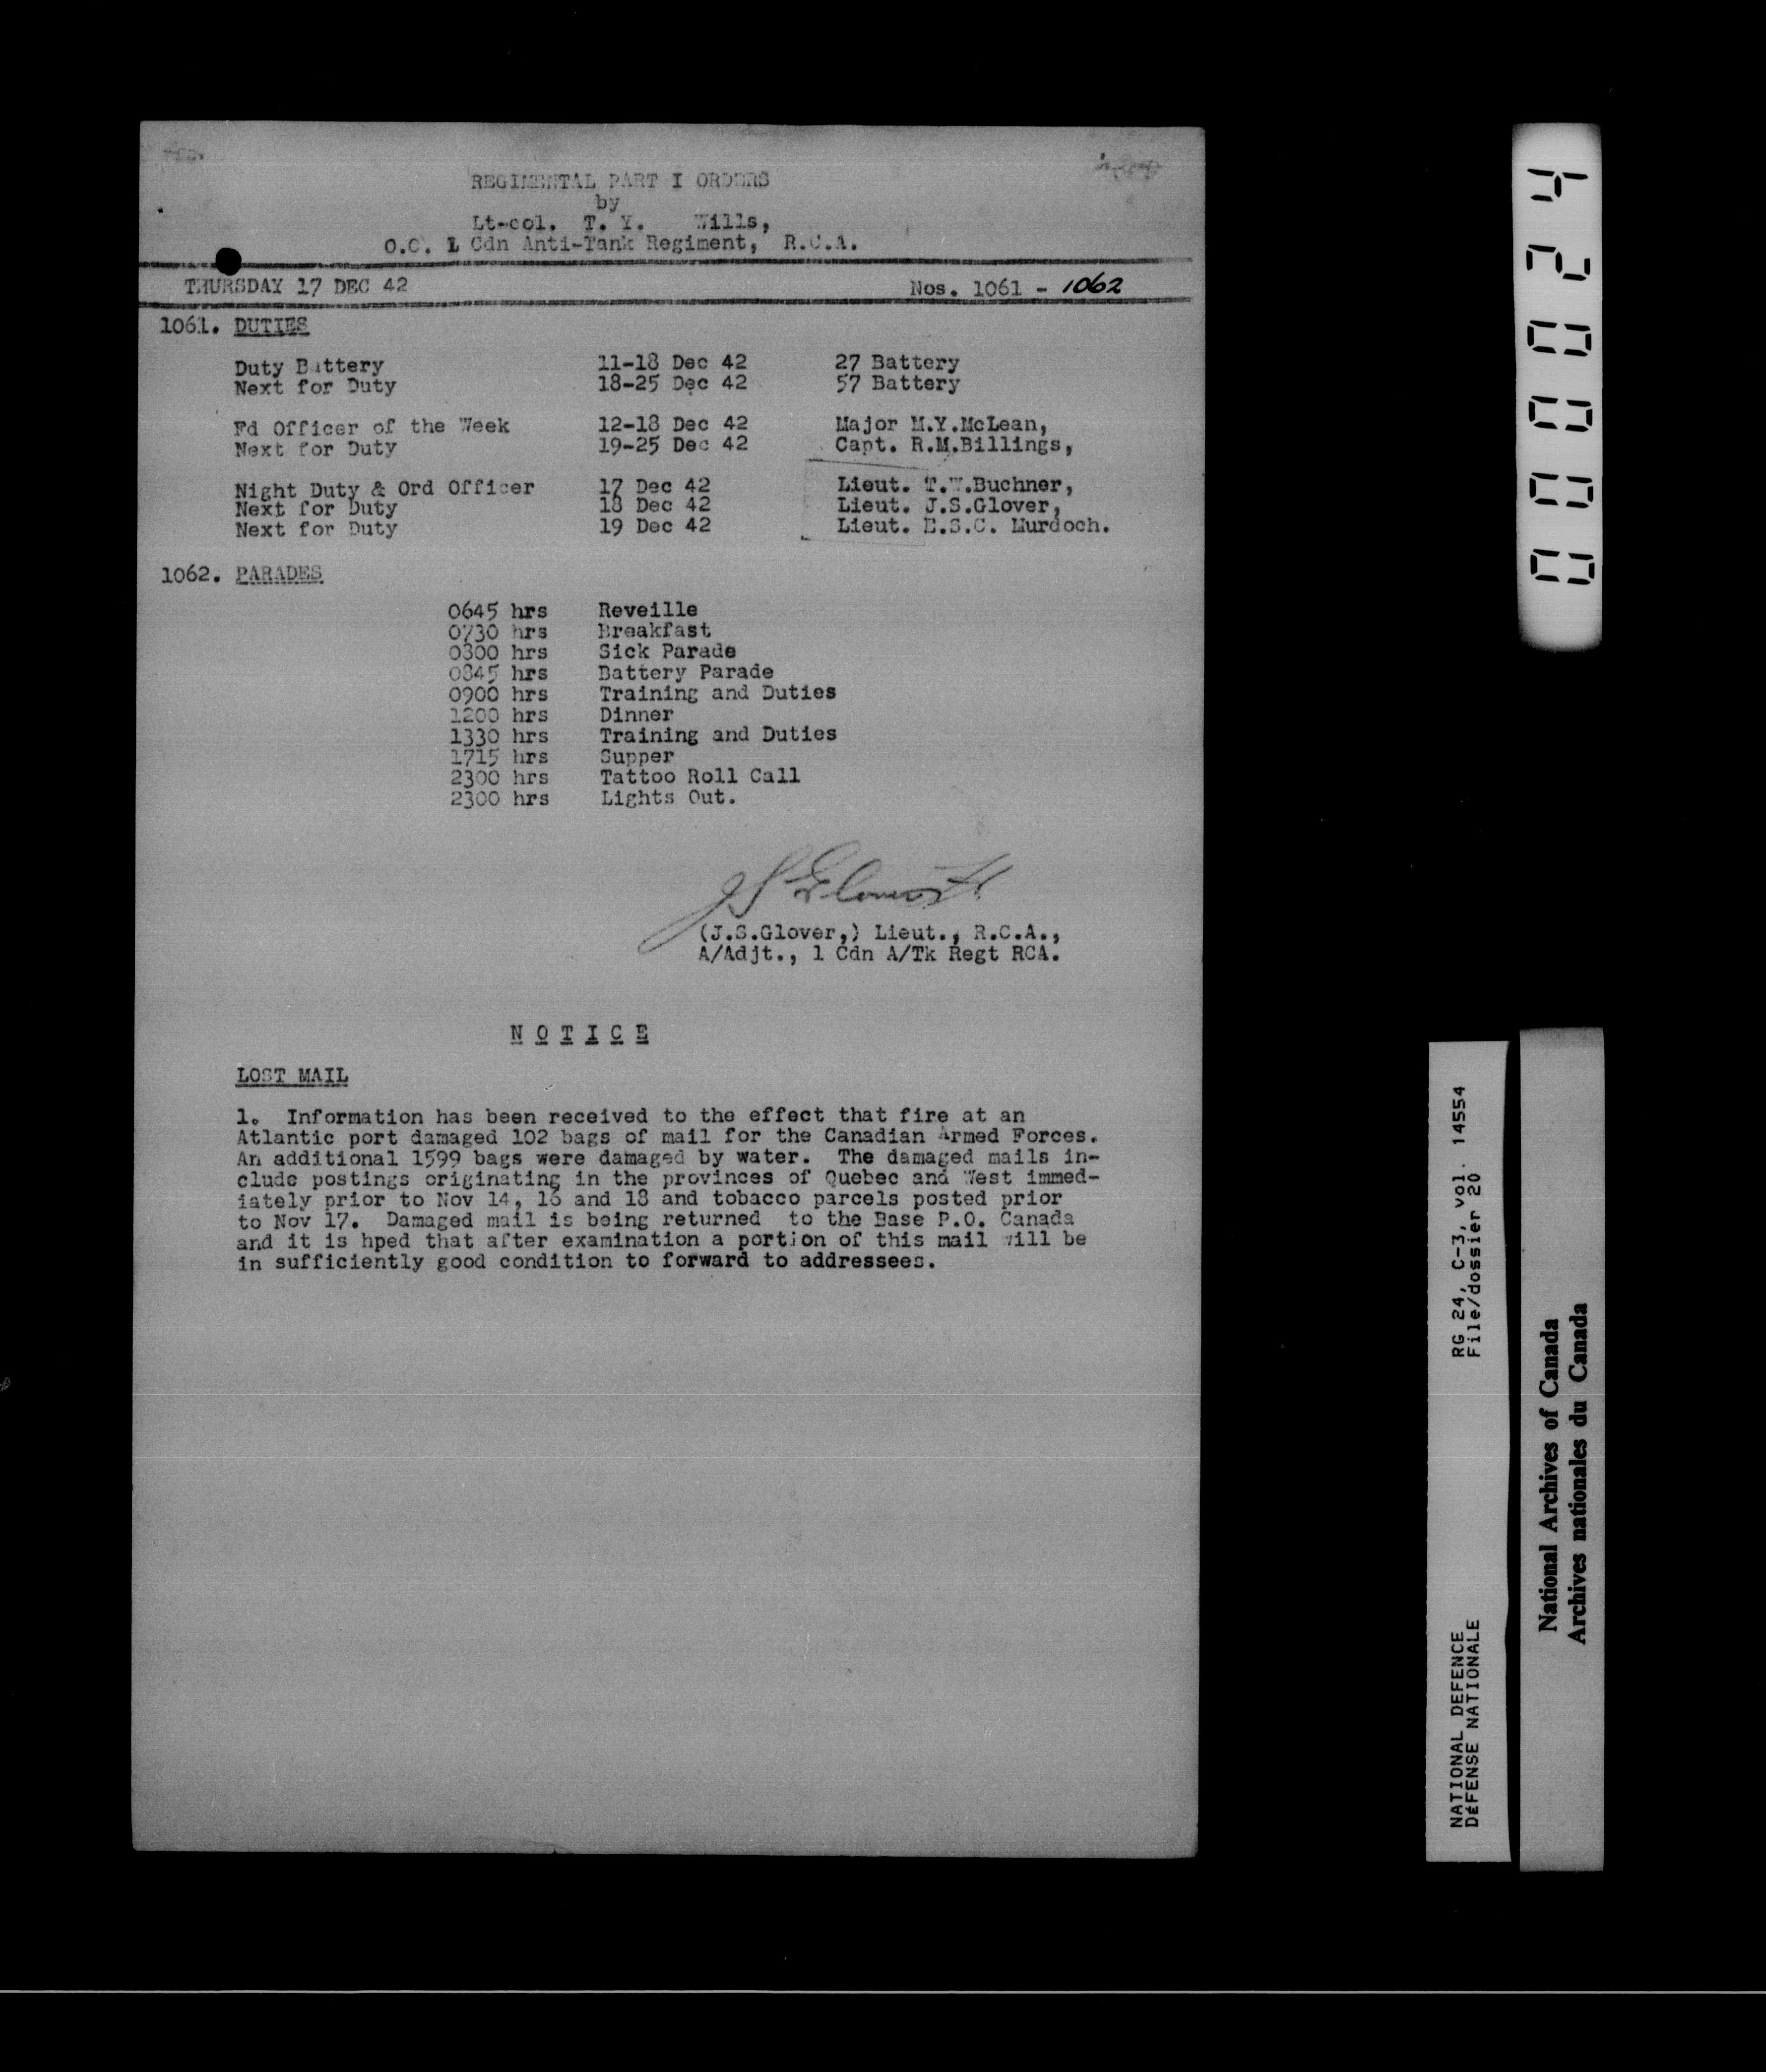 REGIMENTAL PART I ORDERS
by
Lt-col. T. Y. Wills,
O.C. 1 Cdn Anti-Tank Regiment, R.C.A.
THURSDAY 17 DEC 42 Nos. 1061 - 1062
1061. DUTIES
Duty Battery 11-18 Dec 42 27 Battery
Next for Duty 18-25 Dec 42 57 Battery
Fd Officer of the Week 12-18 Dec 42 Major M.Y.McLean,
Next for Duty 19-25 Dec 42 Capt. R.M.Billings,
Night Duty & Ord Officer 17 Dec 42 Lieut. T.W.Buchner,
Next for Duty 18 Dec 42 Lieut. J.S.Glover,
Next for Duty 19 Dec 42 Lieut. E.S.C. Murdoch.
1062. PARADES
0645 hrs Reveille
0730 hrs Breakfast
0800 hrs Sick Parade
0845 hrs Battery Parade
0900 hrs Training and Duties
1200 hrs Dinner
1330 hrs Training and Duties
1715 hrs Supper
2300 hrs Tattoo Roll Call
2300 hrs Lights Out.
JS Glover Lt
(J.S.Glover,) Lieut., R.C.A.,
A/Adjt., 1 Cdn A/Tk Regt RCA.
N O T I C E
LOST MAIL
1. Information has been received to the effect that fire at an
Atlantic port damaged 102 bags of mail for the Canadian Armed Forces.
An additional 1599 bags were damaged by water. The damaged mails in-
clude postings originating in the provinces of Quebec and West immed-
iately prior to Nov 14, 16 and 18 and tobacco parcels posted prior
to Nov 17. Damaged mail is being returned to the Base P.O. Canada
and it is hped that after examination a portion of this mail will be
in sufficiently good condition to forward to addressees.
000024
RG 24, C-3, vol. 14554
File/dossier 20
NATIONAL DEFENCE
DÉFENSE NATIONALE
National Archives of Canada
Archives nationales du Canada